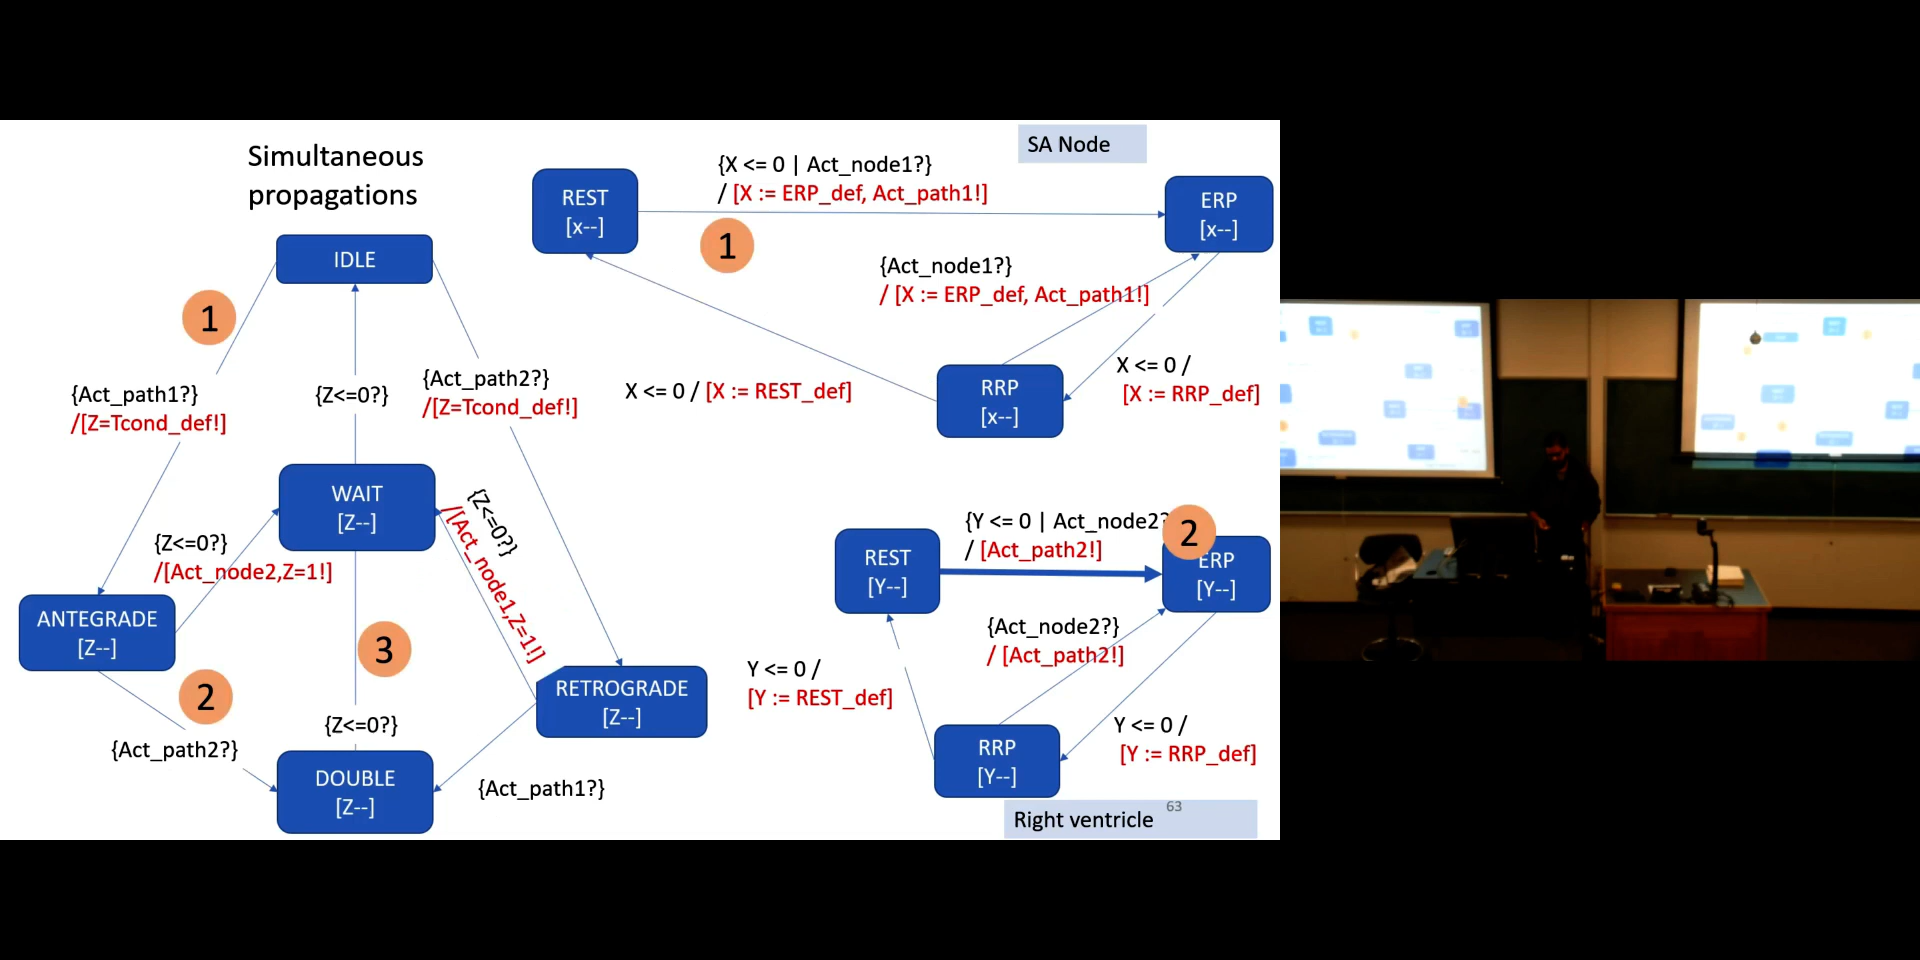 Simultaneous
propagations
SA Node
{X <= 0 | Act_node1?}
/ [X := ERP_def, Act_path1!]
REST
[x--]
ERP
[x--]
1
{Act_node1?}
/ [X := ERP_def, Act_path1!]
X <= 0 /
[X := RRP_def]
X <= 0 / [X := REST_def]
RRP
[x--]
IDLE
1
{Act_path1?}
/[Z=Tcond_def!]
{Z<=0?}
{Act_path2?}
/[Z=Tcond_def!]
WAIT
[Z--]
{Z<=0?}
/[Act_node2,Z=1!]
{Z<=0?}
/[Act_node1,Z=1!]
ANTEGRADE
[Z--]
3
2
RETROGRADE
[Z--]
{Z<=0?}
{Act_path2?}
DOUBLE
[Z--]
{Act_path1?}
{Y <= 0 | Act_node2?
/ [Act_path2!]
2
REST
[Y--]
ERP
[Y--]
{Act_node2?}
/ [Act_path2!]
Y <= 0 /
[Y := REST_def]
Y <= 0 /
[Y := RRP_def]
RRP
[Y--]
63
Right ventricle